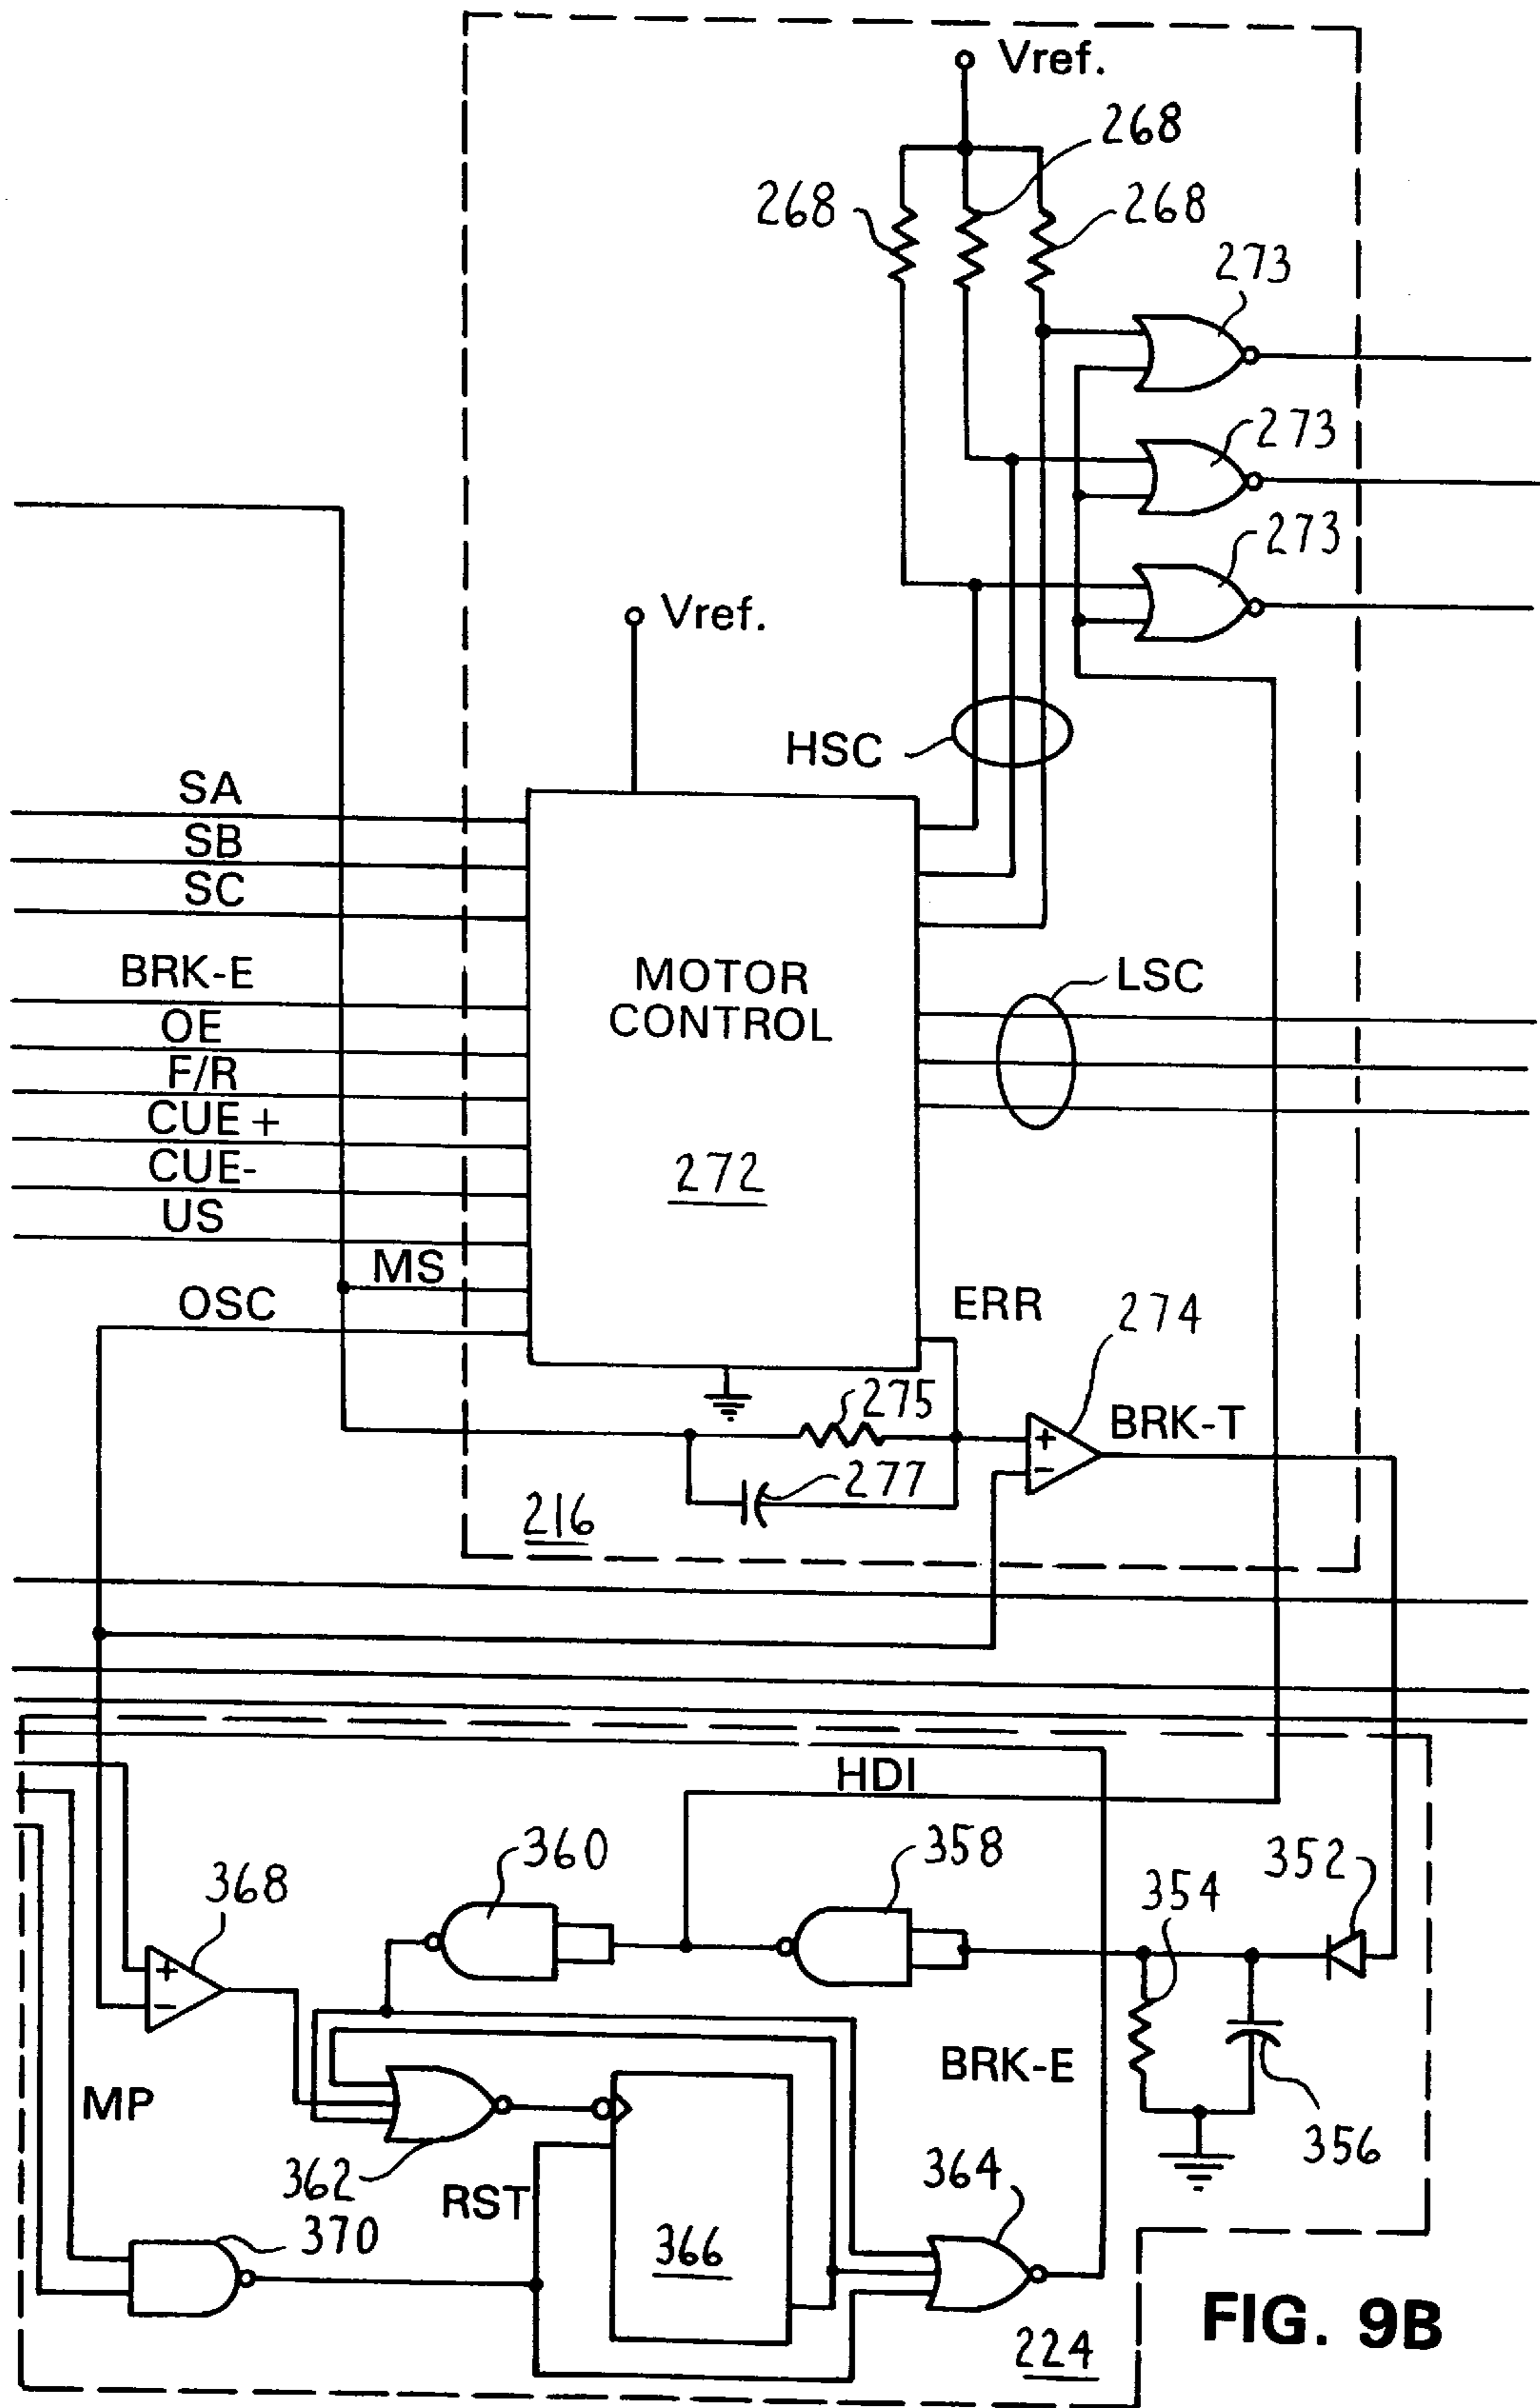 Vref.
268
268
268
273
273
273
Vref.
HSC
SA
SB
SC
BRK-E
OE
F/R
CUE +
CUE-
US
MS
OSC
MOTOR
CONTROL
272
LSC
ERR
274
275
BRK-T
277
216
HDI
360
358
352
354
368
BRK-E
MP
356
362
RST
364
370
366
224
FIG. 9B
+
−
+
−